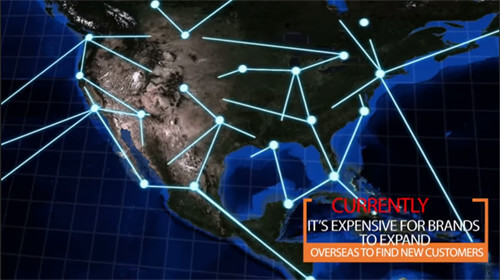 CURRENTLY
IT'S EXPENSIVE FOR BRANDS
TO EXPAND
OVERSEAS TO FIND NEW CUSTOMERS